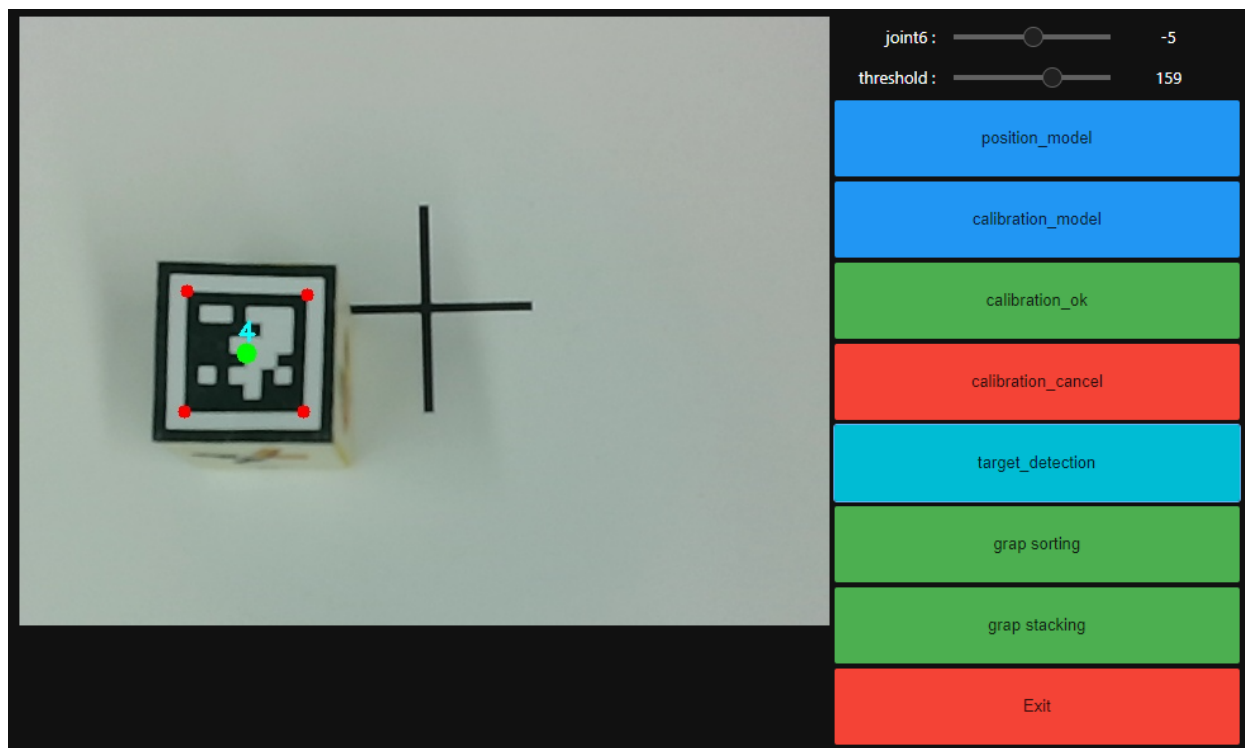 joint6 : -5
threshold : 159
position_model
calibration_model
calibration_ok
calibration_cancel
4
target_detection
grap sorting
grap stacking
Exit